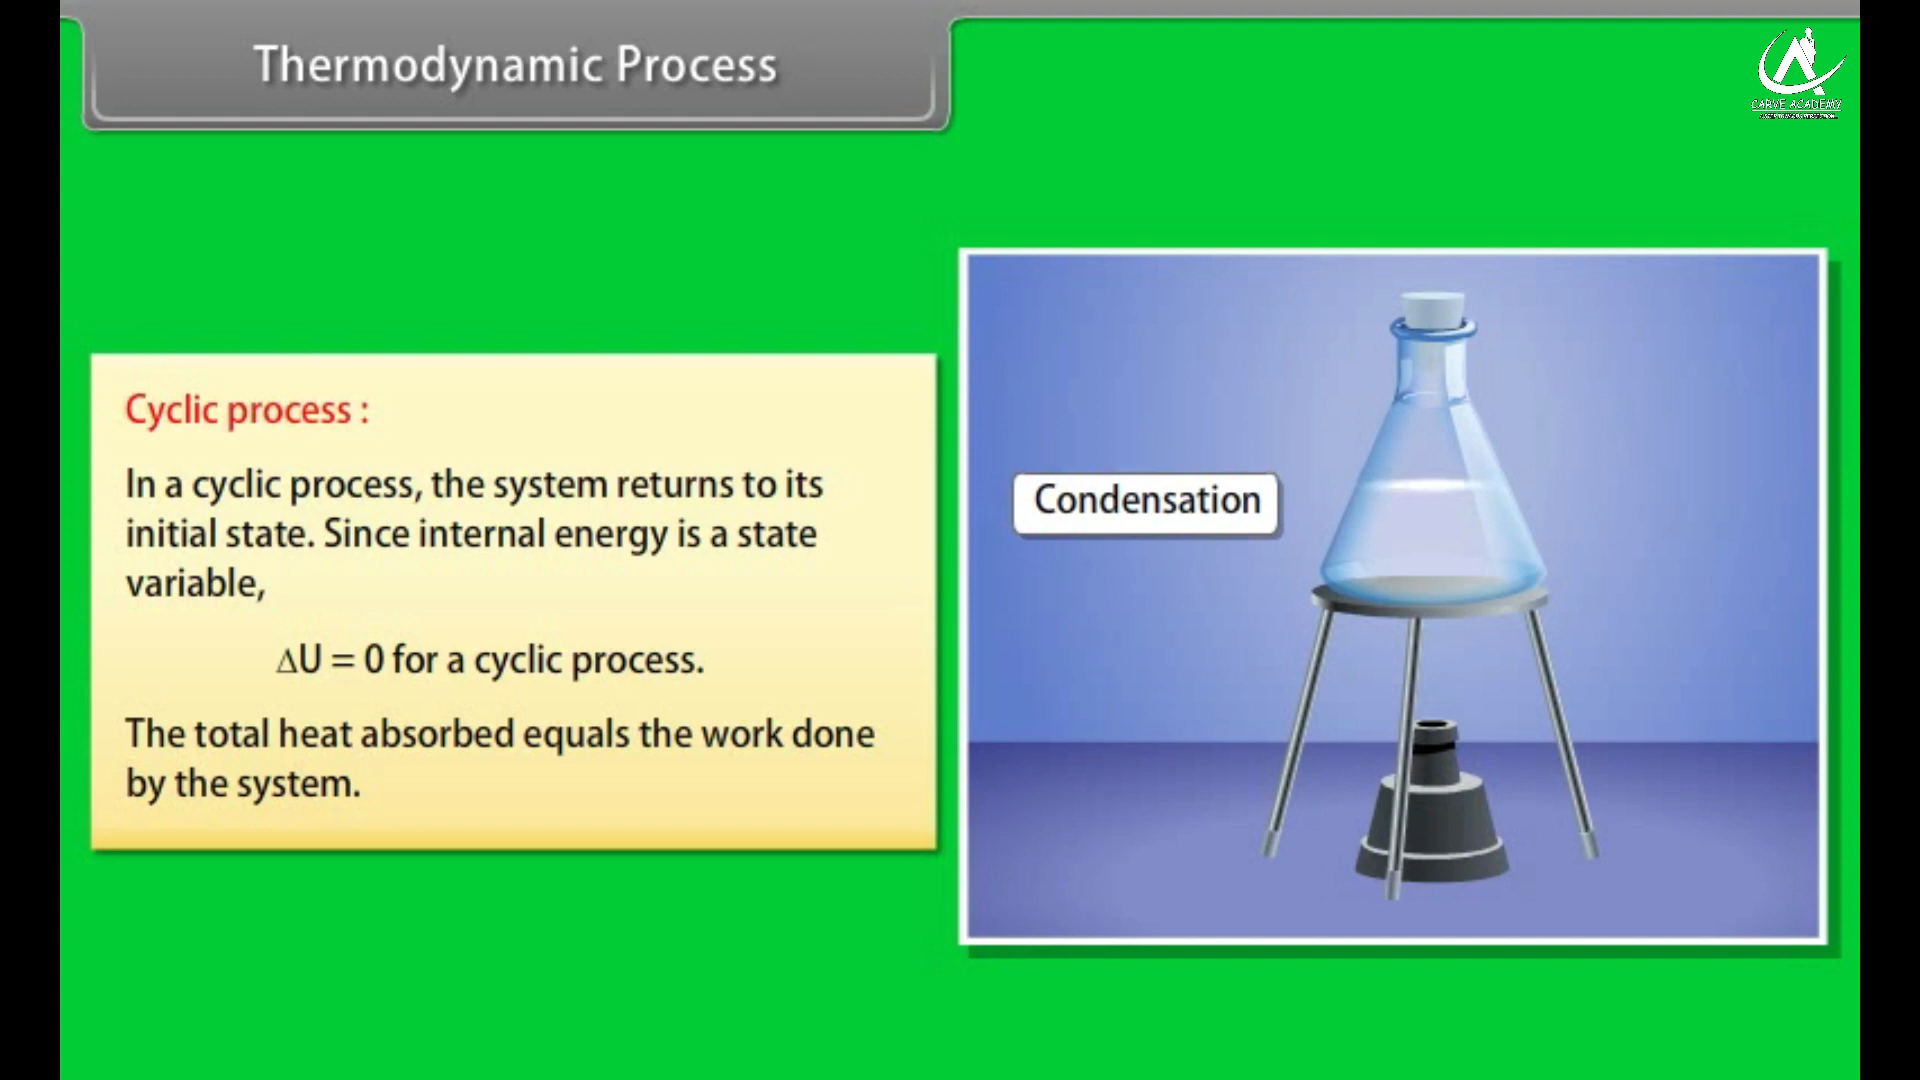 Thermodynamic Process
CARVE ACADEMY
Cyclic process :
In a cyclic process, the system returns to its
initial state. Since internal energy is a state
variable,
∆U = 0 for a cyclic process.
The total heat absorbed equals the work done
by the system.
Condensation